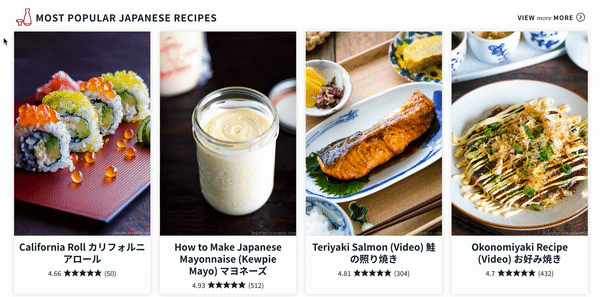 MOST POPULAR JAPANESE RECIPES
VIEW more MORE
California Roll カリフォルニ
アロール
4.66 ★★★★★ (50)
How to Make Japanese
Mayonnaise (Kewpie
Mayo) マヨネーズ
4.93 ★★★★★ (512)
Teriyaki Salmon (Video) 鮭
の照り焼き
4.81 ★★★★★ (304)
Okonomiyaki Recipe
(Video) お好み焼き
4.7 ★★★★★ (432)